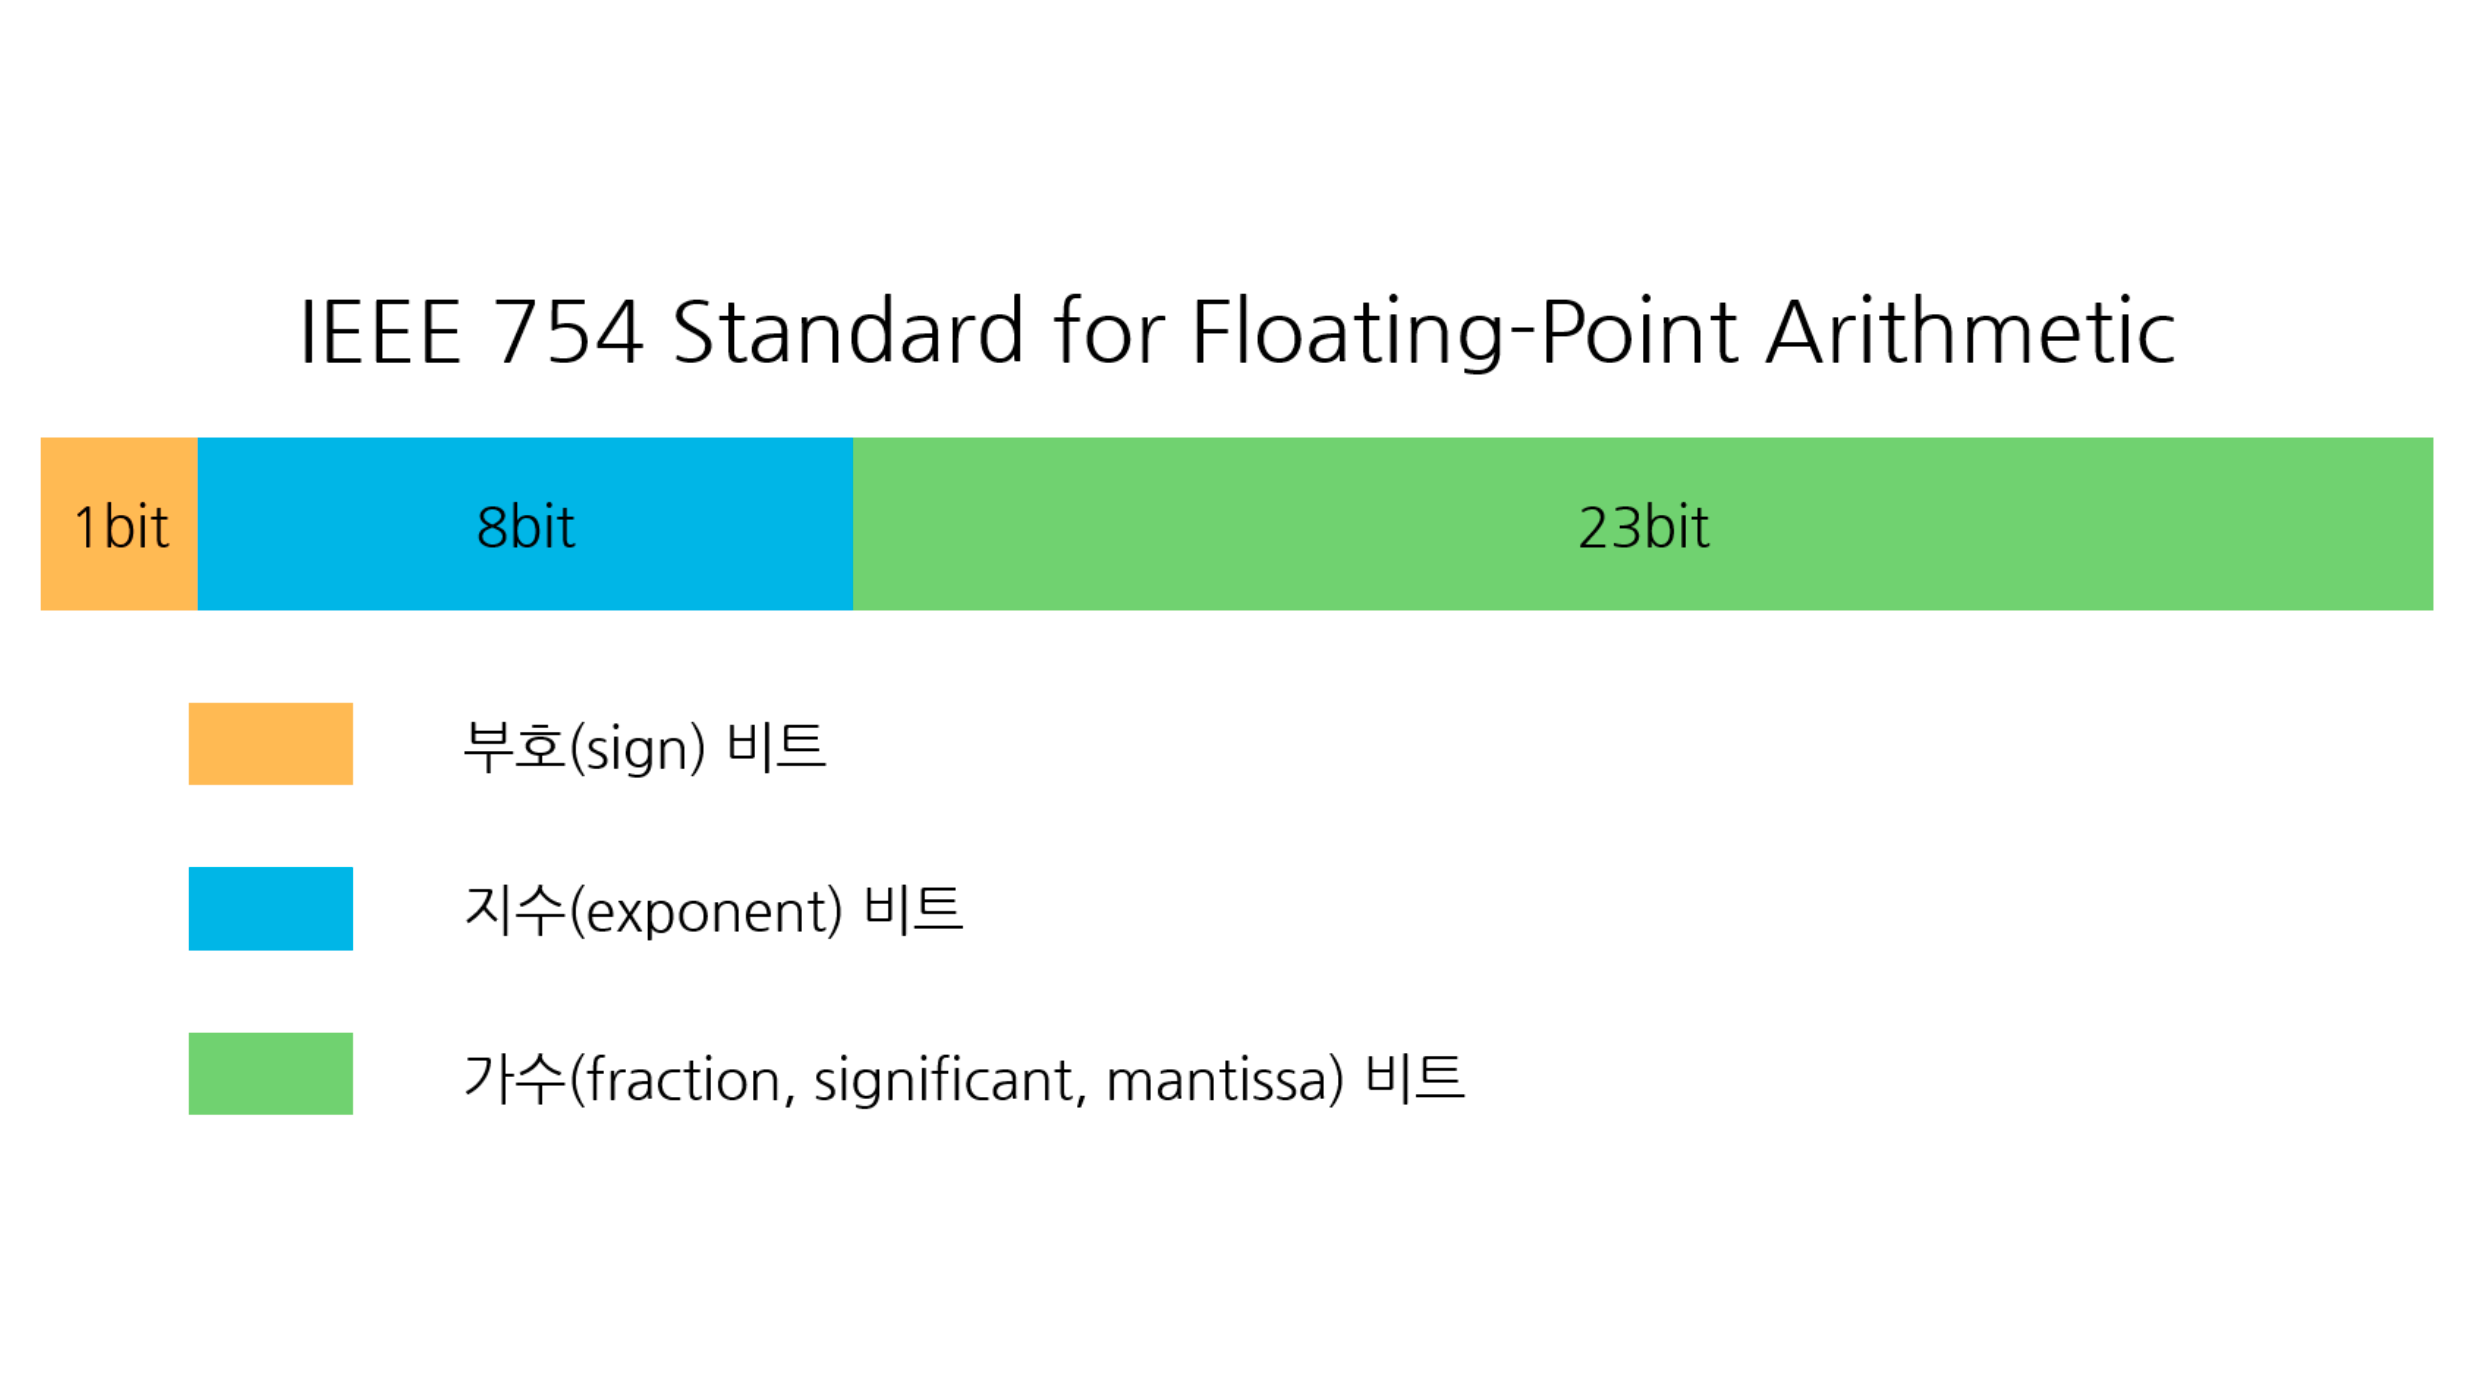 IEEE 754 Standard for Floating-Point Arithmetic
1bit 8bit 23bit
부호(sign) 비트
지수(exponent) 비트
가수(fraction, significant, mantissa) 비트